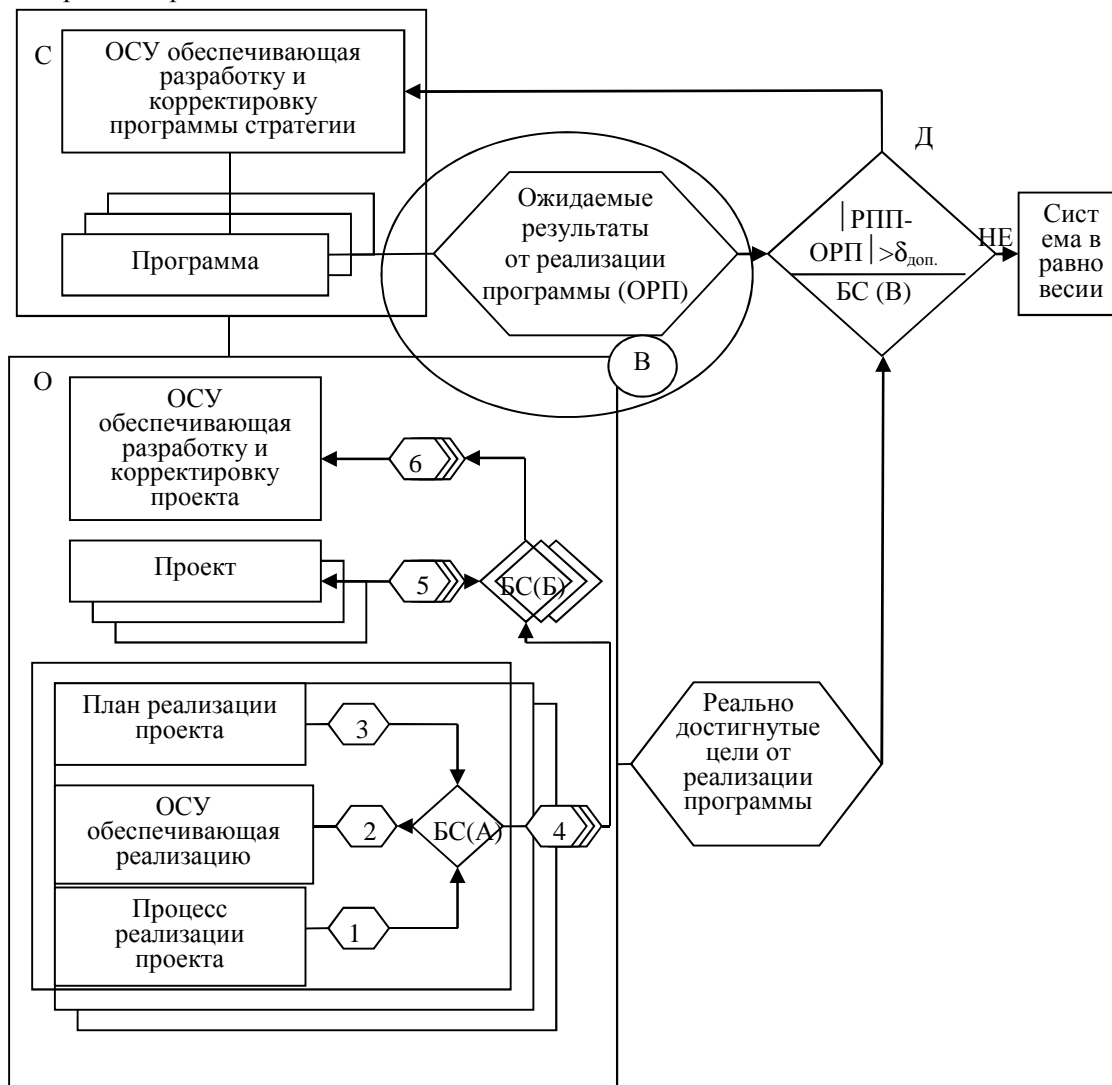 С
ОСУ обеспечивающая
разработку и
корректировку
программы стратегии
Программа
Ожидаемые
результаты
от реализации
программы (ОРП)
В
Д
|РПП-
ОРП|>δдоп.
БС (В)
НЕ
Сист
ема в
равно
весии
О
ОСУ
обеспечивающая
разработку и
корректировку
проекта
6
Проект
5
БС(Б)
План реализации
проекта
3
ОСУ
обеспечивающая
реализацию
2
БС(А)
4
Процесс
реализации
проекта
1
Реально
достигнутые
цели от
реализации
программы